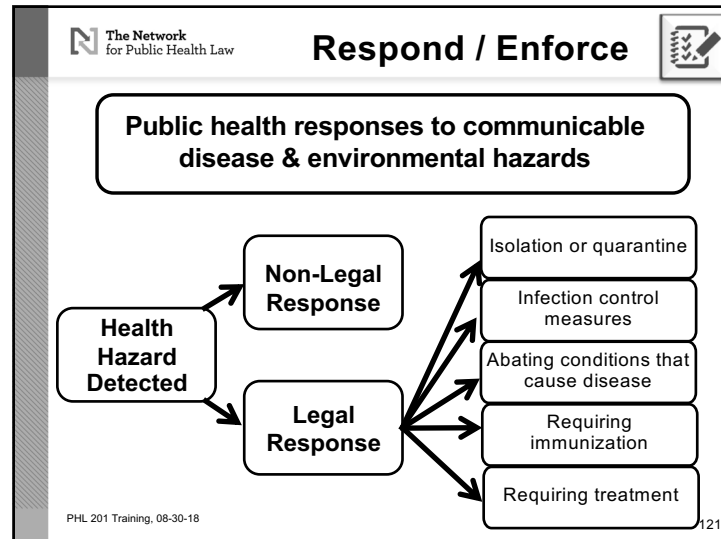 The Network
for Public Health Law
Respond / Enforce
Public health responses to communicable
disease & environmental hazards
Health
Hazard
Detected
Non-Legal
Response
Legal
Response
Isolation or quarantine
Infection control
measures
Abating conditions that
cause disease
Requiring
immunization
Requiring treatment
PHL 201 Training, 08-30-18
121